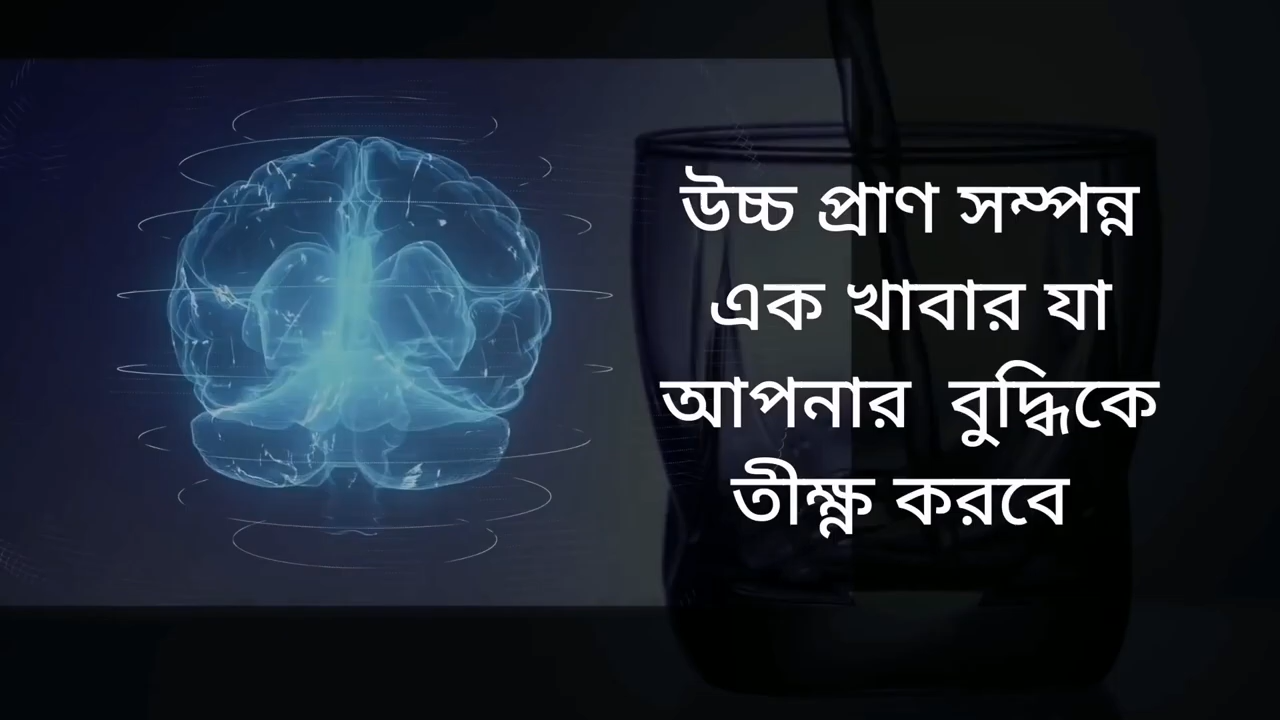 উচ্চ প্রাণ সম্পন্ন
এক খাবার যা
আপনার বুদ্ধিকে
তীক্ষ্ণ করবে